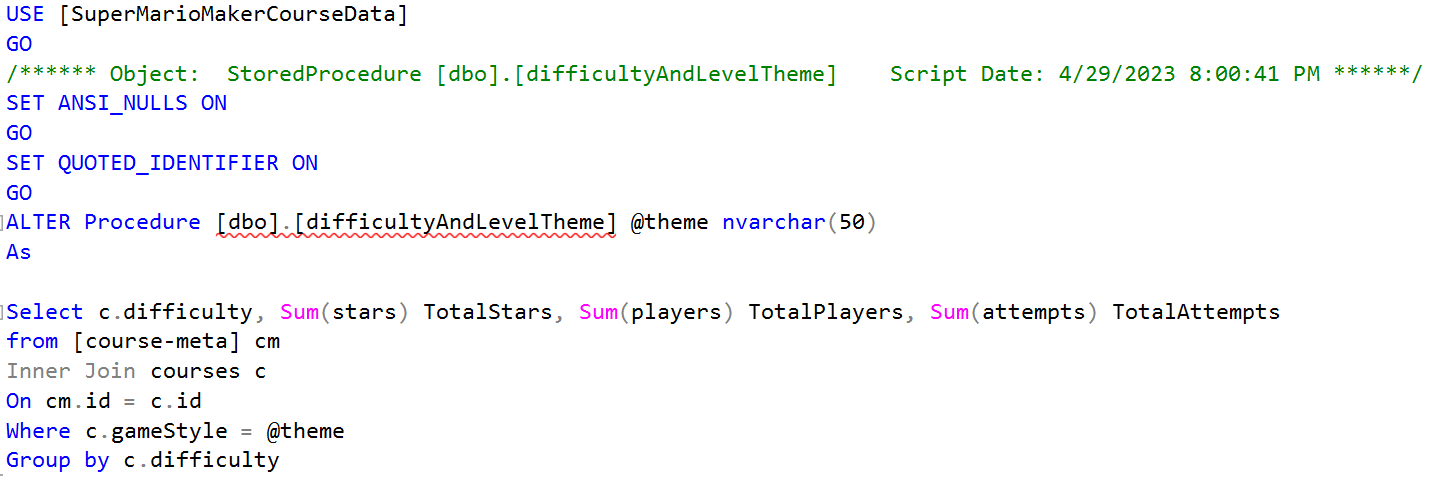 USE [SuperMarioMakerCourseData]
GO
/****** Object:  StoredProcedure [dbo].[difficultyAndLevelTheme]    Script Date: 4/29/2023 8:00:41 PM ******/
SET ANSI_NULLS ON
GO
SET QUOTED_IDENTIFIER ON
GO
ALTER Procedure [dbo].[difficultyAndLevelTheme] @theme nvarchar(50)
As
Select c.difficulty, Sum(stars) TotalStars, Sum(players) TotalPlayers, Sum(attempts) TotalAttempts
from [course-meta] cm
Inner Join courses c
On cm.id = c.id
Where c.gameStyle = @theme
Group by c.difficulty